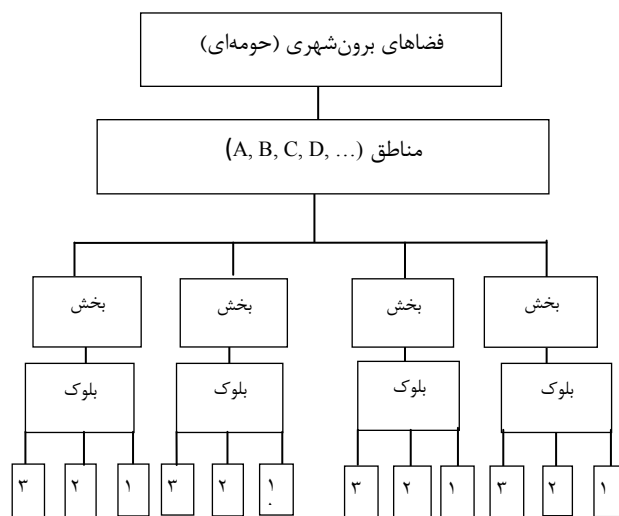 فضاهای برون‌شهری (حومه‌ای)
مناطق (A, B, C, D, …)
بخش بخش بخش بخش
بلوک بلوک بلوک بلوک
۱ ۲ ۳ ۱ ۲ ۳ ۱ ۲ ۳ ۱ ۲ ۳